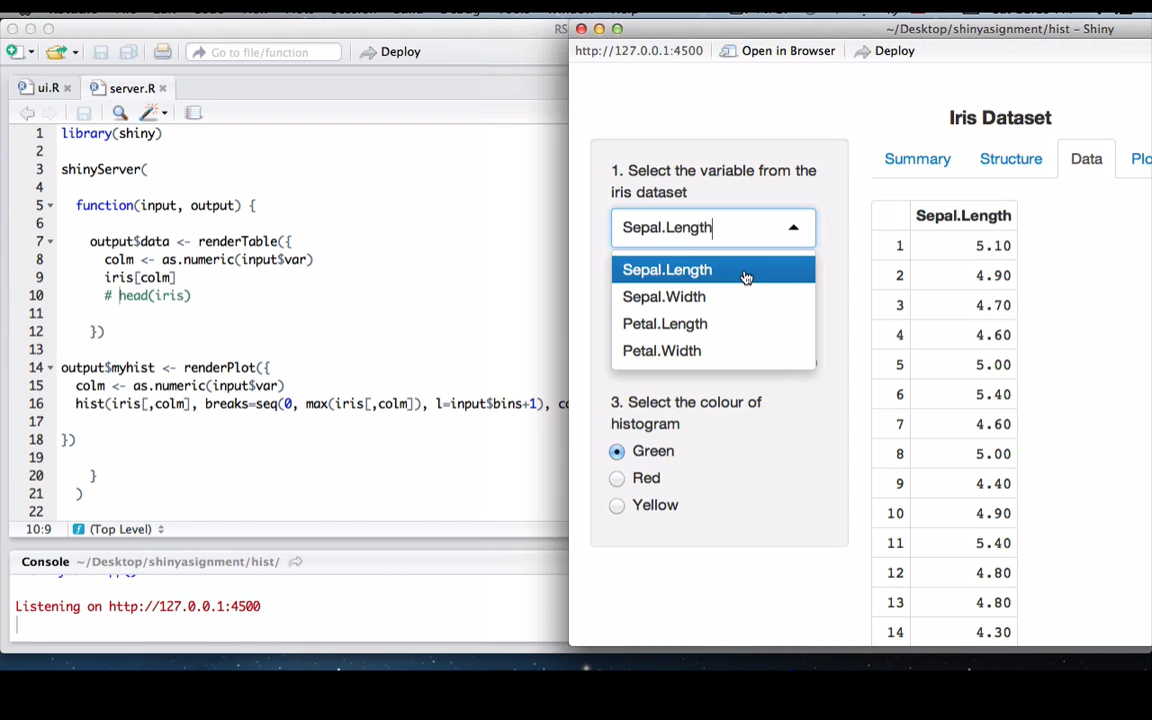 RS
~/Desktop/shinyasignment/hist – Shiny
Go to file/function
Deploy
http://127.0.0.1:4500
Open in Browser
Deploy
ui.R
server.R
1 library(shiny)
2
3 shinyServer(
4
5 function(input, output) {
6
7 output$data <- renderTable({
8 colm <- as.numeric(input$var)
9 iris[colm]
10 # head(iris)
11
12 })
13
14 output$myhist <- renderPlot({
15 colm <- as.numeric(input$var)
16 hist(iris[,colm], breaks=seq(0, max(iris[,colm]), l=input$bins+1), co
17
18 })
19
20 }
21 )
22
10:9 (Top Level)
Console ~/Desktop/shinyasignment/hist/
Listening on http://127.0.0.1:4500
Iris Dataset
1. Select the variable from the
iris dataset
Sepal.Length
Sepal.Length
Sepal.Width
Petal.Length
Petal.Width
3. Select the colour of
histogram
Green
Red
Yellow
Summary Structure Data Plo
Sepal.Length
1 5.10
2 4.90
3 4.70
4 4.60
5 5.00
6 5.40
7 4.60
8 5.00
9 4.40
10 4.90
11 5.40
12 4.80
13 4.80
14 4.30